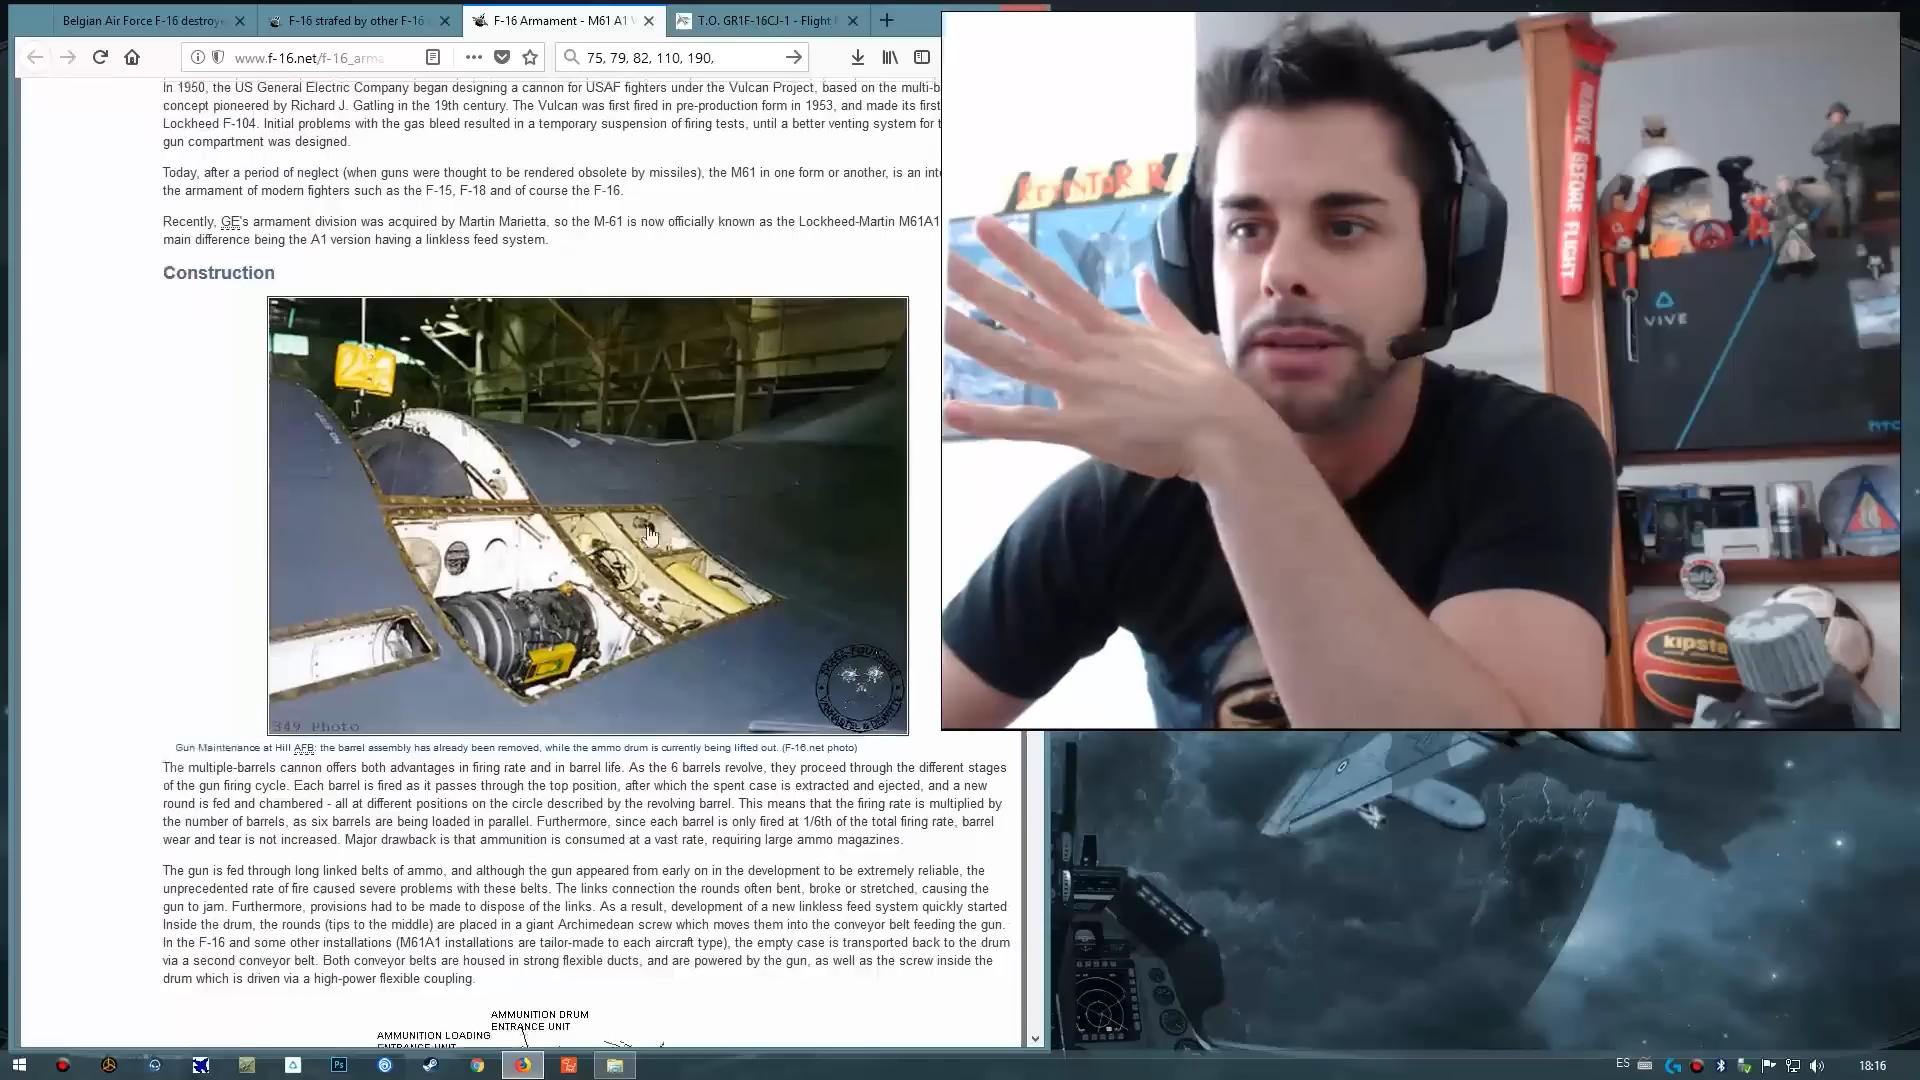 Belgian Air Force F-16 destroye
F-16 strafed by other F-16
F-16 Armament - M61 A1 V
T.O. GR1F-16CJ-1 - Flight
www.f-16.net/f-16_arma
75, 79, 82, 110, 190,
In 1950, the US General Electric Company began designing a cannon for USAF fighters under the Vulcan Project, based on the multi-b
concept pioneered by Richard J. Gatling in the 19th century. The Vulcan was first fired in pre-production form in 1953, and made its first
Lockheed F-104. Initial problems with the gas bleed resulted in a temporary suspension of firing tests, until a better venting system for t
gun compartment was designed.
Today, after a period of neglect (when guns were thought to be rendered obsolete by missiles), the M61 in one form or another, is an inte
the armament of modern fighters such as the F-15, F-18 and of course the F-16.
Recently, GE's armament division was acquired by Martin Marietta, so the M-61 is now officially known as the Lockheed-Martin M61A1
main difference being the A1 version having a linkless feed system.
Construction
349 Photo
Gun Maintenance at Hill AFB: the barrel assembly has already been removed, while the ammo drum is currently being lifted out. (F-16.net photo)
The multiple-barrels cannon offers both advantages in firing rate and in barrel life. As the 6 barrels revolve, they proceed through the different stages
of the gun firing cycle. Each barrel is fired as it passes through the top position, after which the spent case is extracted and ejected, and a new
round is fed and chambered - all at different positions on the circle described by the revolving barrel. This means that the firing rate is multiplied by
the number of barrels, as six barrels are being loaded in parallel. Furthermore, since each barrel is only fired at 1/6th of the total firing rate, barrel
wear and tear is not increased. Major drawback is that ammunition is consumed at a vast rate, requiring large ammo magazines.
The gun is fed through long linked belts of ammo, and although the gun appeared from early on in the development to be extremely reliable, the
unprecedented rate of fire caused severe problems with these belts. The links connection the rounds often bent, broke or stretched, causing the
gun to jam. Furthermore, provisions had to be made to dispose of the links. As a result, development of a new linkless feed system quickly started
Inside the drum, the rounds (tips to the middle) are placed in a giant Archimedean screw which moves them into the conveyor belt feeding the gun.
In the F-16 and some other installations (M61A1 installations are tailor-made to each aircraft type), the empty case is transported back to the drum
via a second conveyor belt. Both conveyor belts are housed in strong flexible ducts, and are powered by the gun, as well as the screw inside the
drum which is driven via a high-power flexible coupling.
AMMUNITION DRUM
ENTRANCE UNIT
AMMUNITION LOADING
ENTRANCE UNIT
REMOVE BEFORE FLIGHT
VIVE
HTC
kipsta
Ps
ES
18:16